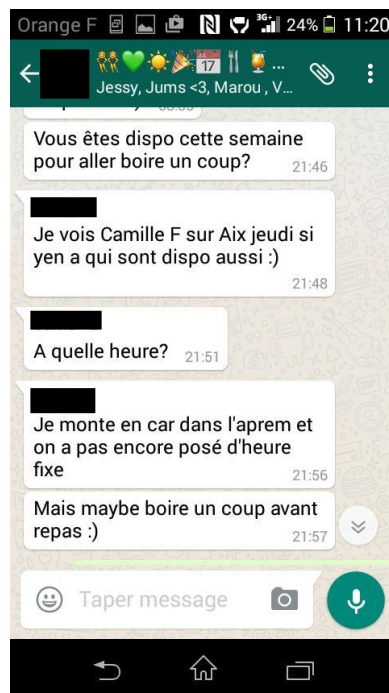 Orange F 3G+ 24% 11:20
17 ...
Jessy, Jums <3, Marou , V...
Vous êtes dispo cette semaine
pour aller boire un coup? 21:46
Je vois Camille F sur Aix jeudi si
yen a qui sont dispo aussi :)
21:48
A quelle heure? 21:51
Je monte en car dans l'aprem et
on a pas encore posé d'heure
fixe 21:56
Mais maybe boire un coup avant
repas :) 21:57
Taper message